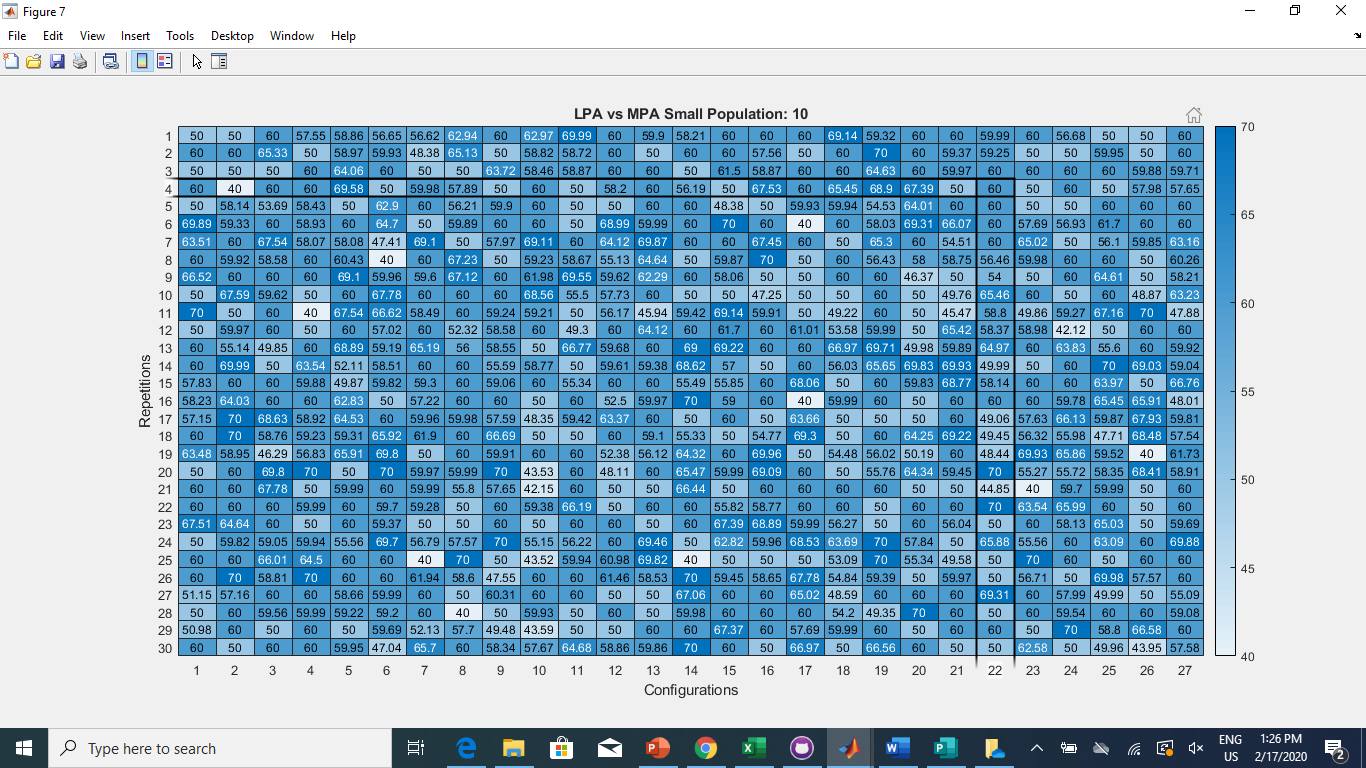 Figure 7
File Edit View Insert Tools Desktop Window Help
LPA vs MPA Small Population: 10
1 50 50 60 57.55 58.86 56.65 56.62 62.94 60 62.97 69.99 60 59.9 58.21 60 60 60 69.14 59.32 60 60 59.99 60 56.68 50 50 60 70
2 60 60 65.33 50 58.97 59.93 48.38 65.13 50 58.82 58.72 60 50 60 60 57.56 50 60 70 60 59.37 59.25 50 50 59.95 50 60
3 50 50 50 60 64.06 60 50 50 63.72 58.46 58.87 60 60 50 61.5 58.87 60 60 64.63 60 59.97 60 60 60 60 59.88 59.71
4 60 40 60 60 69.58 50 59.98 57.89 50 60 50 58.2 60 56.19 50 67.53 60 65.45 68.9 67.39 50 60 50 50 50 57.98 57.65
5 50 58.14 53.69 58.43 50 62.9 60 56.21 59.9 60 50 50 60 60 48.38 50 59.93 59.94 54.53 64.01 60 60 50 50 60 60 60 65
6 69.89 59.33 60 58.93 60 64.7 50 59.89 60 60 50 68.99 59.99 60 70 60 40 60 58.03 69.31 66.07 60 57.69 56.93 61.7 60 60
7 63.51 60 67.54 58.07 58.08 47.41 69.1 50 57.97 69.11 60 64.12 69.87 60 60 67.45 60 50 65.3 60 54.51 60 65.02 50 56.1 59.85 63.16
8 60 59.92 58.58 60 60.43 40 60 67.23 50 59.23 58.67 55.13 64.64 50 59.87 70 50 60 56.43 58 58.75 56.46 59.98 60 60 50 60.26
9 66.52 60 60 50 69.1 59.96 59.6 67.12 60 61.98 69.55 59.62 62.29 60 58.06 50 50 60 60 46.37 50 54 50 60 64.61 50 58.21
10 50 67.59 59.62 50 60 67.78 60 60 60 68.56 55.5 57.73 60 50 50 47.25 50 50 60 50 49.76 65.46 50 60 60 48.87 63.23 60
11 70 50 60 40 67.54 66.62 58.49 60 59.24 59.21 50 56.17 45.94 59.42 69.14 59.91 50 49.22 60 50 45.47 58.8 49.86 59.27 67.16 70 47.88
12 50 59.97 60 50 60 57.02 60 52.32 58.58 60 49.3 60 64.12 60 61.7 60 61.01 53.58 59.99 50 65.42 58.37 58.98 42.12 50 60 60
13 60 55.14 49.85 60 68.89 59.19 65.19 56 58.55 50 66.77 59.68 60 69 69.22 60 60 66.97 69.71 49.98 59.89 64.97 60 63.83 55.6 60 59.92
14 60 69.99 50 63.54 52.11 58.51 60 60 55.59 58.77 50 59.61 59.38 68.62 57 50 60 56.03 65.65 69.83 69.93 49.99 50 60 70 69.03 59.04
15 57.83 60 60 59.88 49.87 59.82 59.3 60 59.06 60 55.34 60 60 55.49 55.85 60 68.06 50 60 59.83 68.77 58.14 60 60 63.97 50 66.76 55
16 58.23 64.03 60 60 62.83 50 57.22 60 60 50 60 52.5 59.97 70 59 60 40 59.99 60 50 60 60 60 59.78 65.45 65.91 48.01
17 57.15 70 68.63 58.92 64.53 60 59.96 59.98 57.59 48.35 59.42 63.37 60 50 60 50 63.66 50 50 50 50 49.06 57.63 66.13 59.87 67.93 59.81
18 60 70 58.76 59.23 59.31 65.92 61.9 60 66.69 50 50 60 59.1 55.33 50 54.77 69.3 50 60 64.25 69.22 49.45 56.32 55.98 47.71 68.48 57.54
19 63.48 58.95 46.29 56.83 65.91 69.8 50 60 59.91 60 60 52.38 56.12 64.32 60 69.96 50 54.48 56.02 50.19 60 48.44 69.93 65.86 59.52 40 61.73
20 50 60 69.8 70 50 70 59.97 59.99 70 43.53 60 48.11 60 65.47 59.99 69.09 60 50 55.76 64.34 59.45 70 55.27 55.72 58.35 68.41 58.91 50
21 60 60 67.78 50 59.99 60 59.99 55.8 57.65 42.15 60 50 50 66.44 50 60 60 60 60 50 50 44.85 40 59.7 59.99 50 60
22 60 60 60 59.99 60 59.7 59.28 50 60 59.38 66.19 50 60 60 55.82 58.77 60 60 50 60 50 70 63.54 65.99 60 50 60
23 67.51 64.64 60 50 60 59.37 50 50 50 60 50 60 60 60 67.39 68.89 59.99 56.27 50 60 56.04 50 60 58.13 65.03 50 59.69
24 50 59.82 59.05 59.94 55.56 69.7 56.79 57.57 70 55.15 56.22 60 69.46 50 62.82 59.96 68.53 63.69 70 57.84 50 65.88 55.56 60 63.09 60 69.88
25 60 60 66.01 64.5 60 60 40 70 50 43.52 59.94 60.98 69.82 40 50 50 50 53.09 70 55.34 49.58 50 70 60 50 60 60 45
26 60 70 58.81 70 60 60 61.94 58.6 47.55 60 60 61.46 58.53 70 59.45 58.65 67.78 54.84 59.39 50 59.97 50 56.71 50 69.98 57.57 60
27 51.15 57.16 60 60 58.66 59.99 60 50 60.31 60 60 50 50 67.06 60 60 65.02 48.59 60 60 60 69.31 60 57.99 49.99 50 55.09
28 50 60 59.56 59.99 59.22 59.2 60 40 50 59.93 50 60 50 59.98 60 60 60 54.2 49.35 70 60 50 60 59.54 60 60 59.08
29 50.98 60 50 60 50 59.69 52.13 57.7 49.48 43.59 50 50 60 60 67.37 60 57.69 59.99 60 60 60 60 50 70 58.8 66.58 60
30 60 50 60 60 59.95 47.04 65.7 60 58.34 57.67 64.68 58.86 59.86 70 60 50 66.97 50 66.56 60 50 50 62.58 50 49.96 43.95 57.58 40
Repetitions
1 2 3 4 5 6 7 8 9 10 11 12 13 14 15 16 17 18 19 20 21 22 23 24 25 26 27
Configurations
Type here to search
ENG
US
1:26 PM
2/17/2020
2